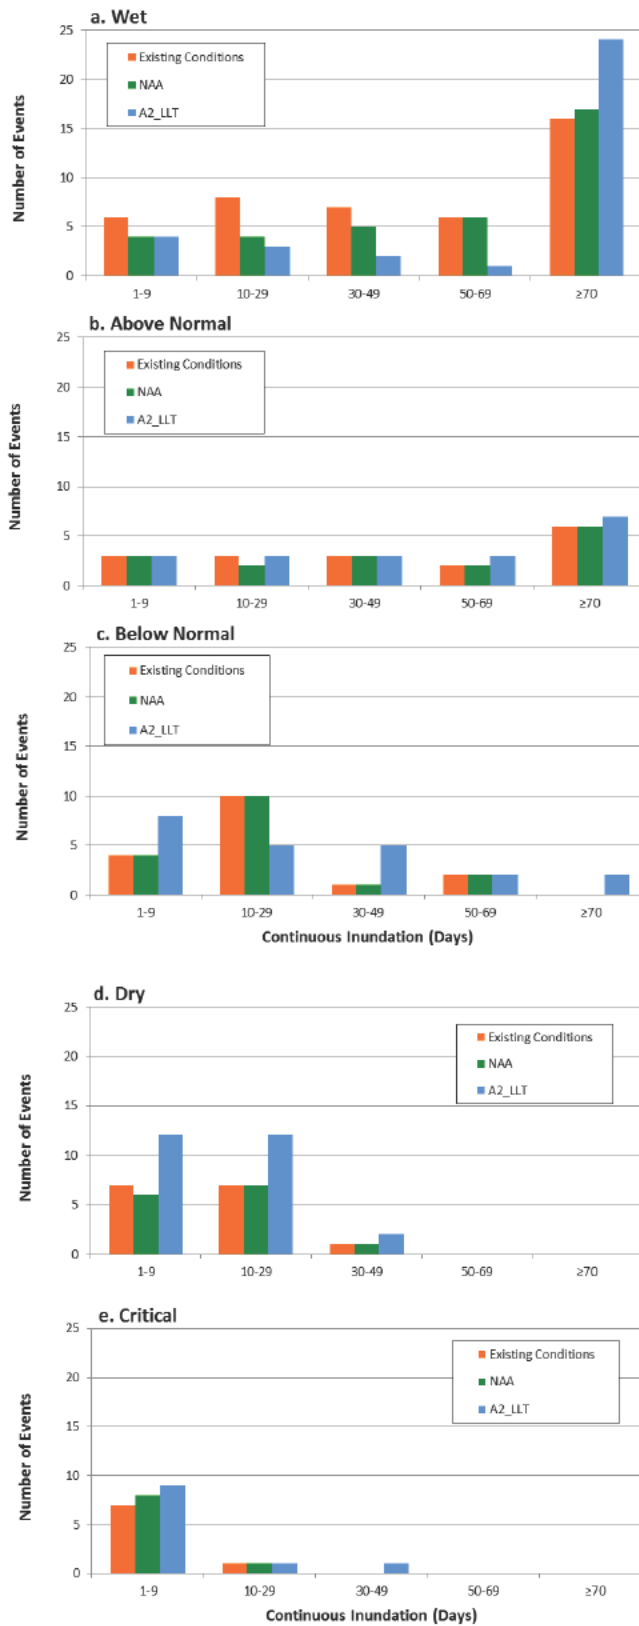 a. Wet
25
20
15
10
5
0
Number of Events
Existing Conditions
NAA
A2_LLT
1-9 10-29 30-49 50-69 ≥70
b. Above Normal
25
20
15
10
5
0
Number of Events
Existing Conditions
NAA
A2_LLT
1-9 10-29 30-49 50-69 ≥70
c. Below Normal
25
20
15
10
5
0
Number of Events
Existing Conditions
NAA
A2_LLT
1-9 10-29 30-49 50-69 ≥70
Continuous Inundation (Days)
d. Dry
25
20
15
10
5
0
Number of Events
Existing Conditions
NAA
A2_LLT
1-9 10-29 30-49 50-69 ≥70
e. Critical
25
20
15
10
5
0
Number of Events
Existing Conditions
NAA
A2_LLT
1-9 10-29 30-49 50-69 ≥70
Continuous Inundation (Days)